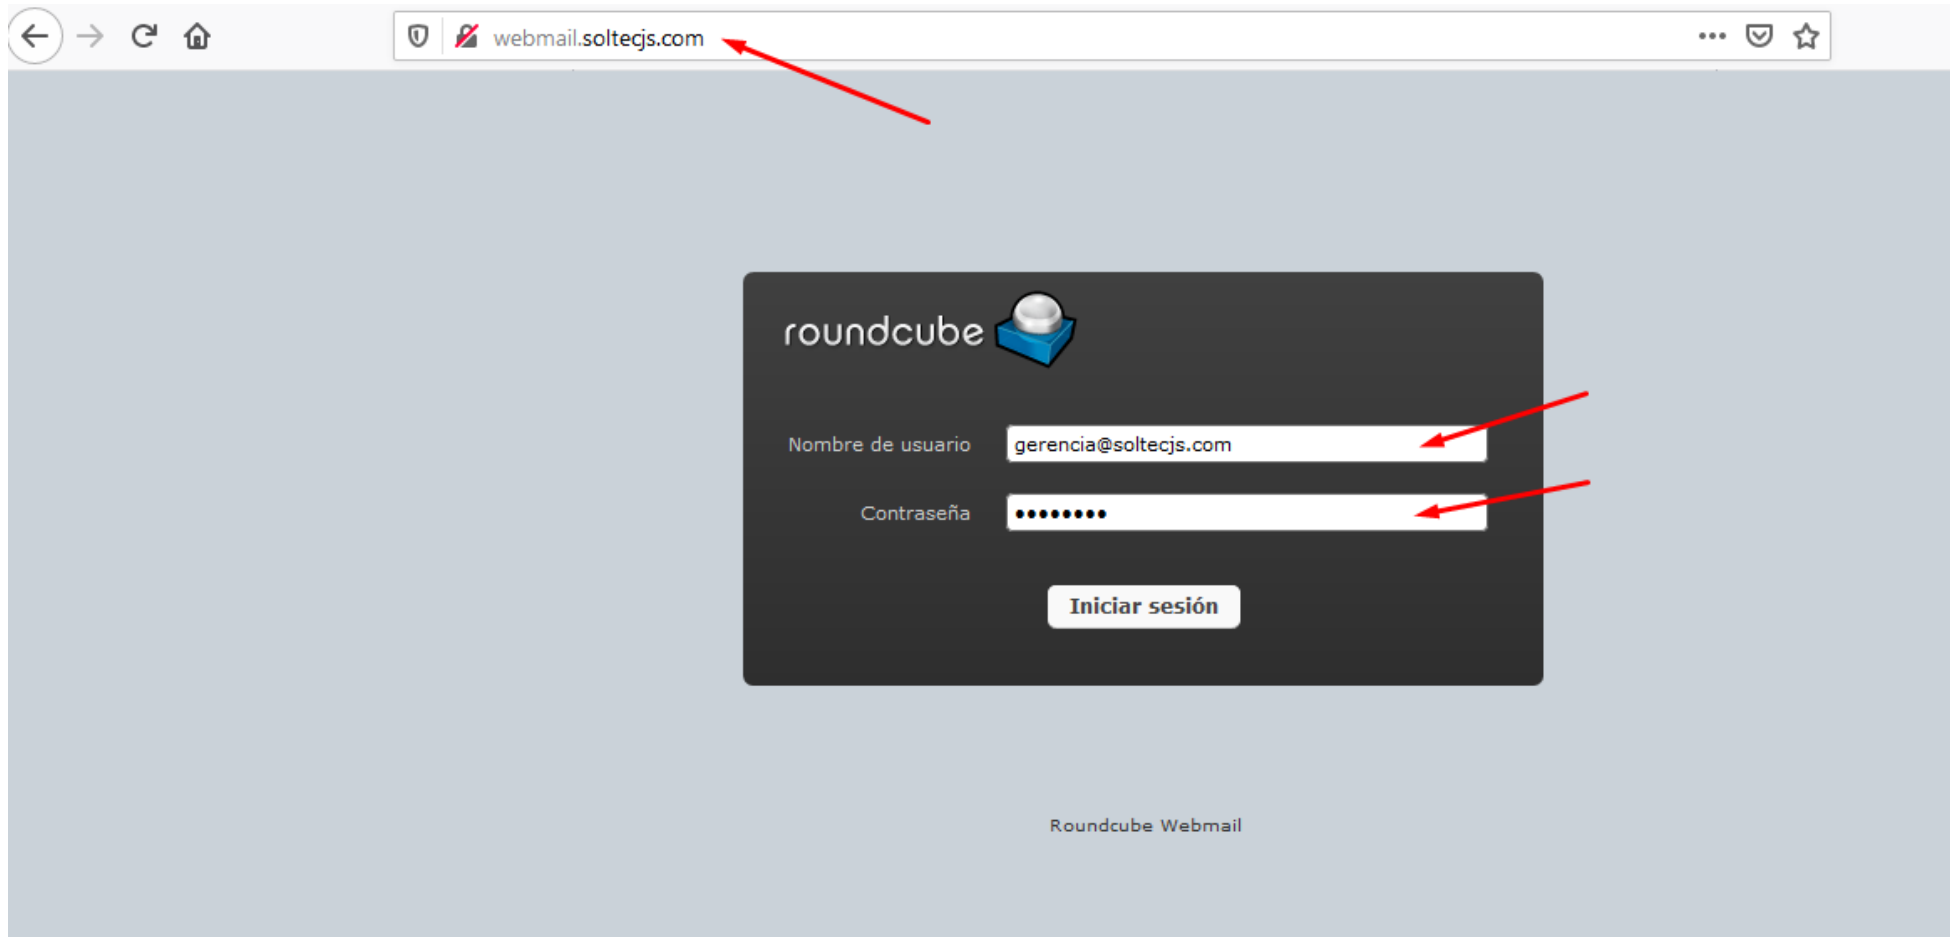 webmail.soltecjs.com
roundcube
Nombre de usuario gerencia@soltecjs.com
Contraseña ••••••••
Iniciar sesión
Roundcube Webmail